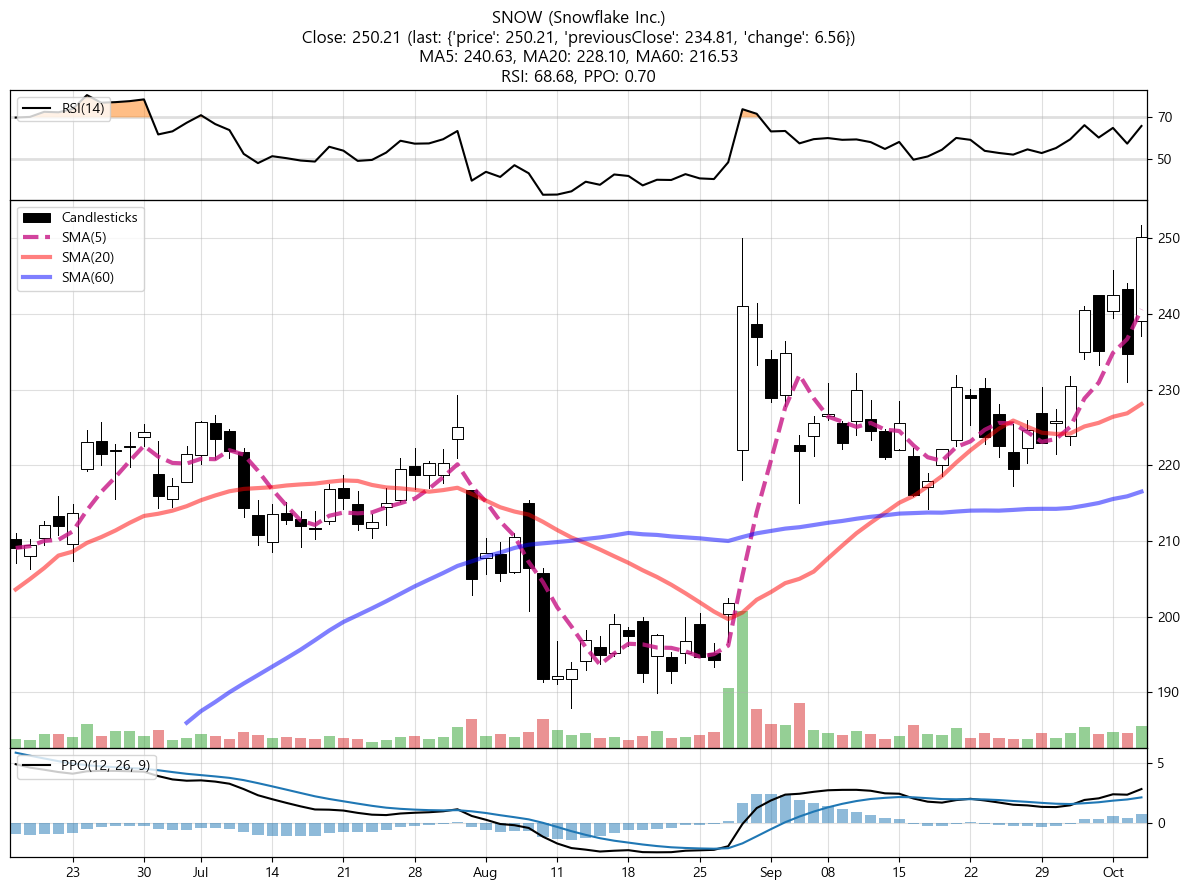 SNOW (Snowflake Inc.)
Close: 250.21 (last: {'price': 250.21, 'previousClose': 234.81, 'change': 6.56})
MA5: 240.63, MA20: 228.10, MA60: 216.53
RSI: 68.68, PPO: 0.70
RSI(14)
70
50
Candlesticks
SMA(5)
SMA(20)
SMA(60)
250
240
230
220
210
200
190
PPO(12, 26, 9)
5
0
23 30 Jul 14 21 28 Aug 11 18 25 Sep 08 15 22 29 Oct